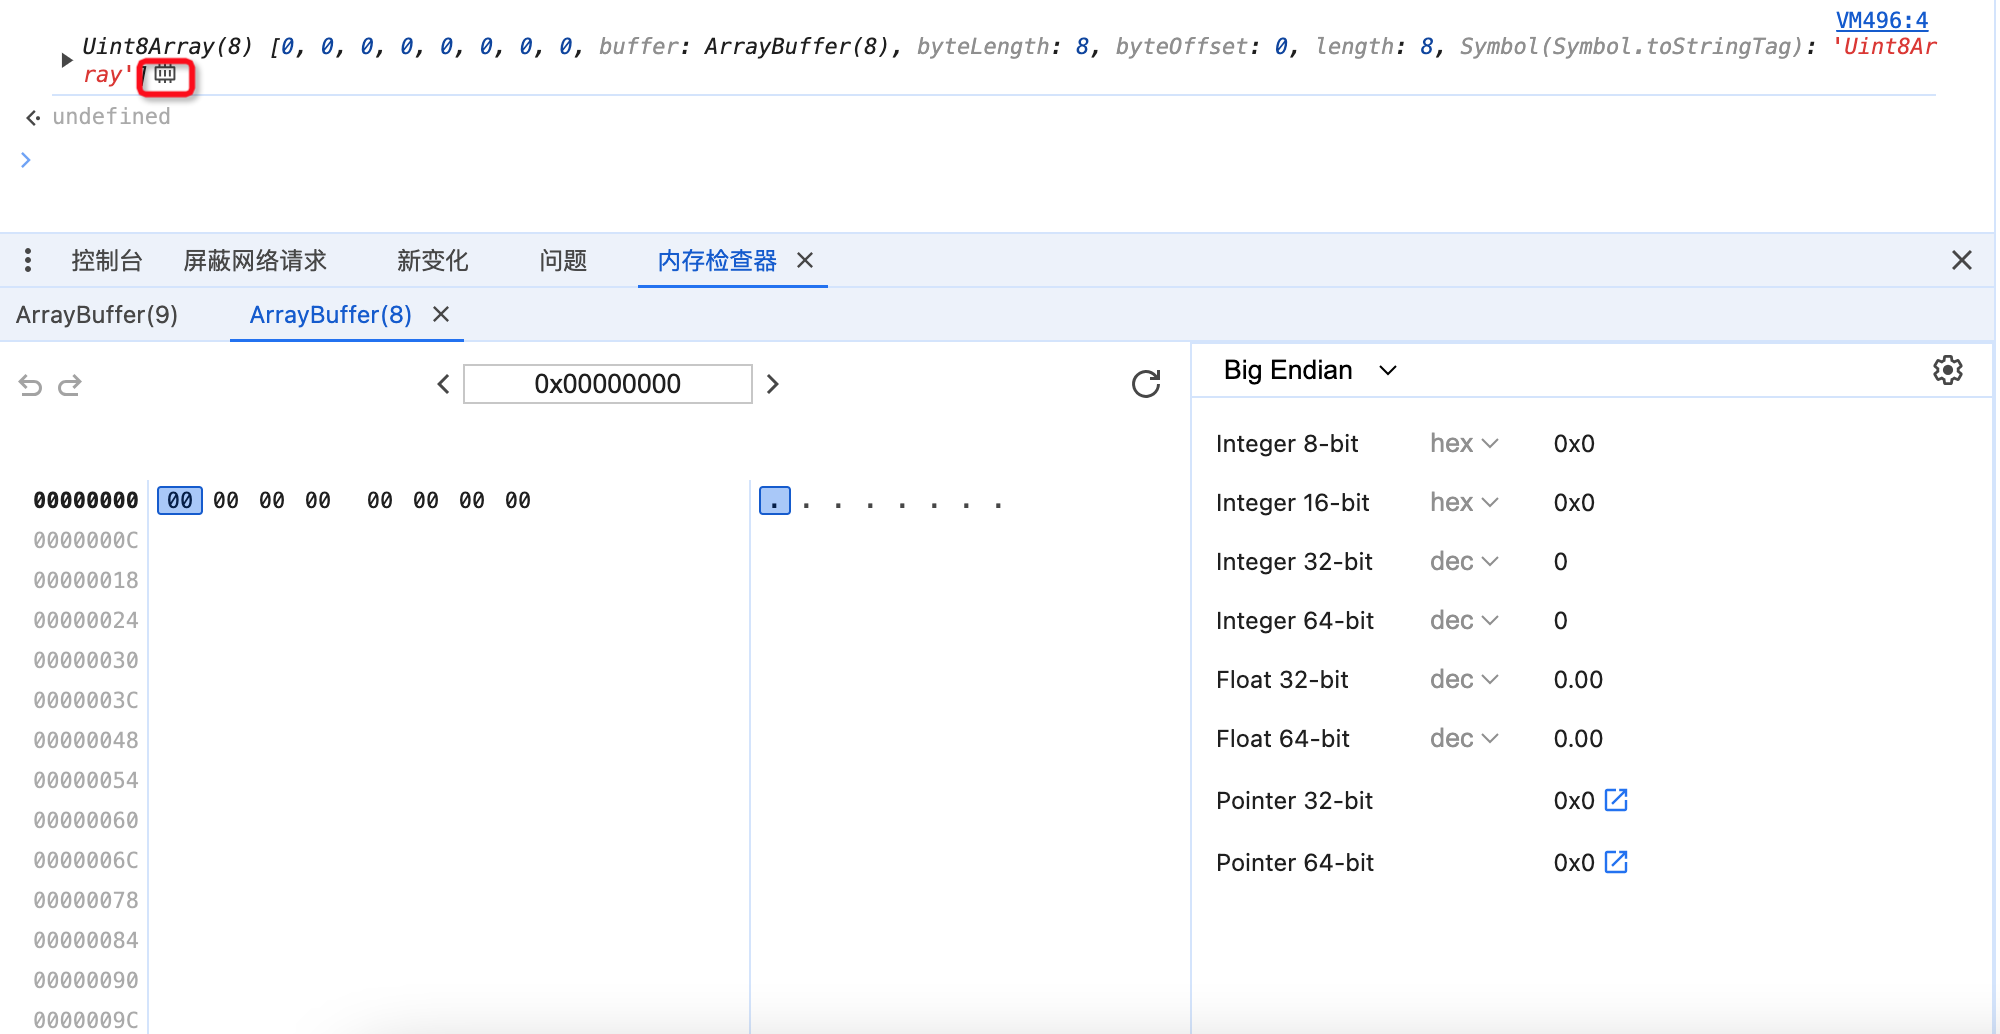 VM496:4
Uint8Array(8) [0, 0, 0, 0, 0, 0, 0, 0, buffer: ArrayBuffer(8), byteLength: 8, byteOffset: 0, length: 8, Symbol(Symbol.toStringTag): 'Uint8Ar
ray']
undefined
控制台 屏蔽网络请求 新变化 问题 内存检查器
ArrayBuffer(9) ArrayBuffer(8)
0x00000000
Big Endian
Integer 8-bit hex 0x0
Integer 16-bit hex 0x0
Integer 32-bit dec 0
Integer 64-bit dec 0
Float 32-bit dec 0.00
Float 64-bit dec 0.00
Pointer 32-bit 0x0
Pointer 64-bit 0x0
00000000 00 00 00 00 00 00 00 00 . . . . . . . .
0000000C
00000018
00000024
00000030
0000003C
00000048
00000054
00000060
0000006C
00000078
00000084
00000090
0000009C